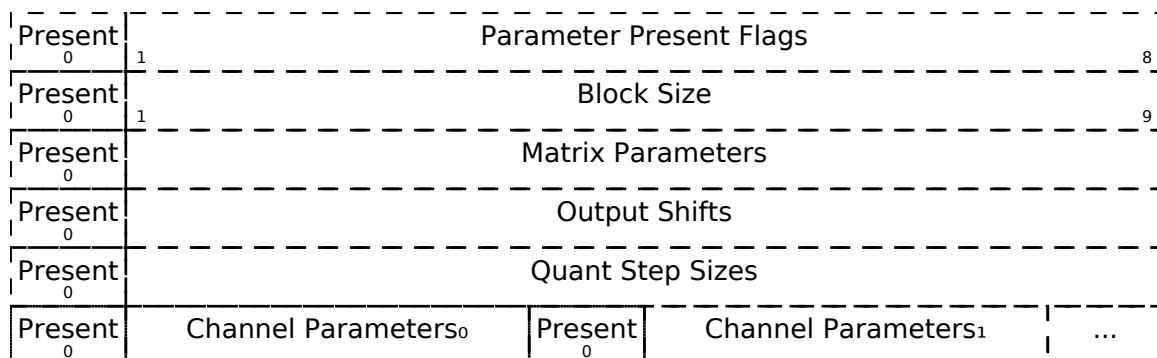 Present Parameter Present Flags
0 1 8
Present Block Size
0 1 9
Present Matrix Parameters
0
Present Output Shifts
0
Present Quant Step Sizes
0
Present Channel Parameters₀ Present Channel Parameters₁ ...
0 0